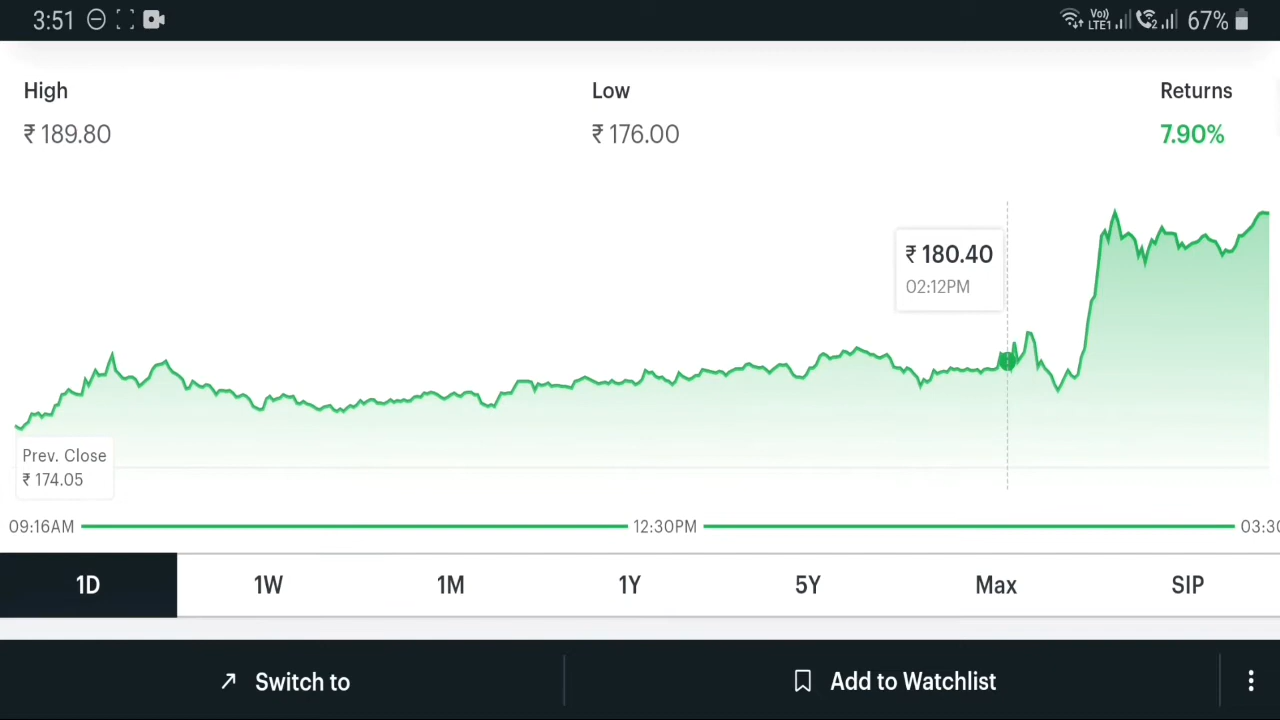 3:51
Vo))
LTE1
2
67%
High
Low
Returns
₹ 189.80
₹ 176.00
7.90%
₹ 180.40
02:12PM
Prev. Close
₹ 174.05
09:16AM
12:30PM
03:30
1D
1W
1M
1Y
5Y
Max
SIP
Switch to
Add to Watchlist